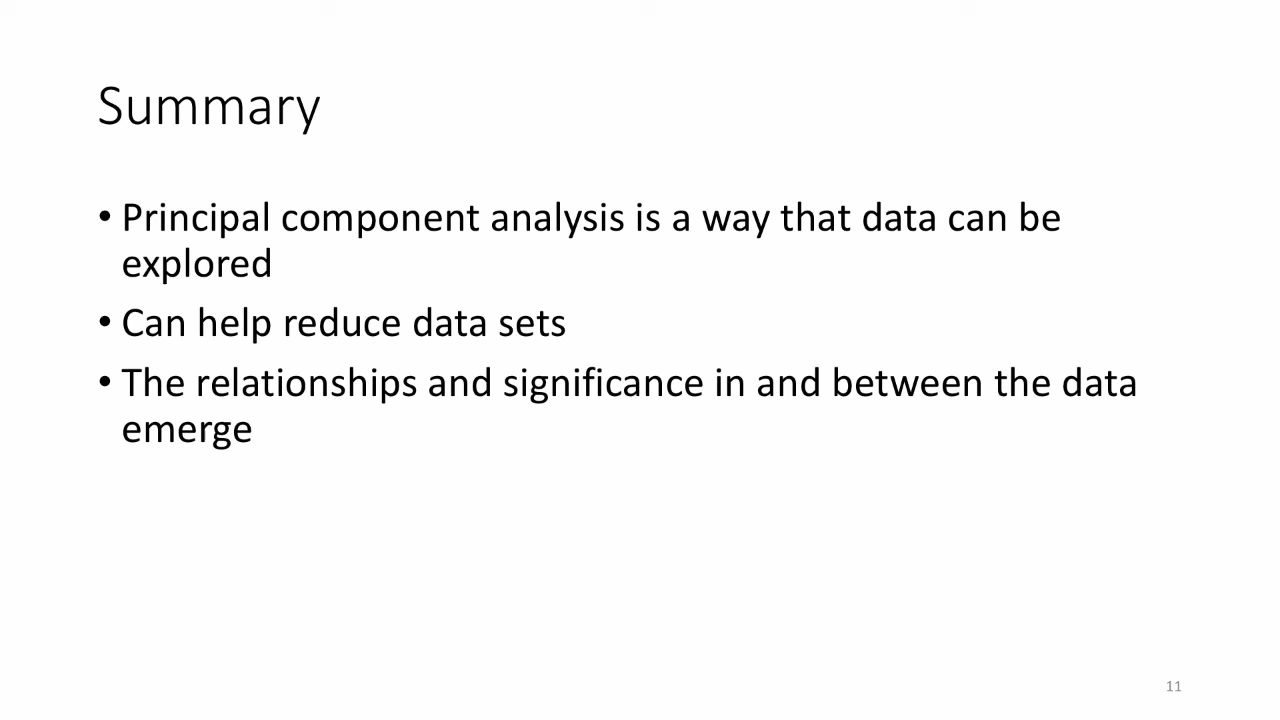 Summary
• Principal component analysis is a way that data can be
explored
• Can help reduce data sets
• The relationships and significance in and between the data
emerge
11